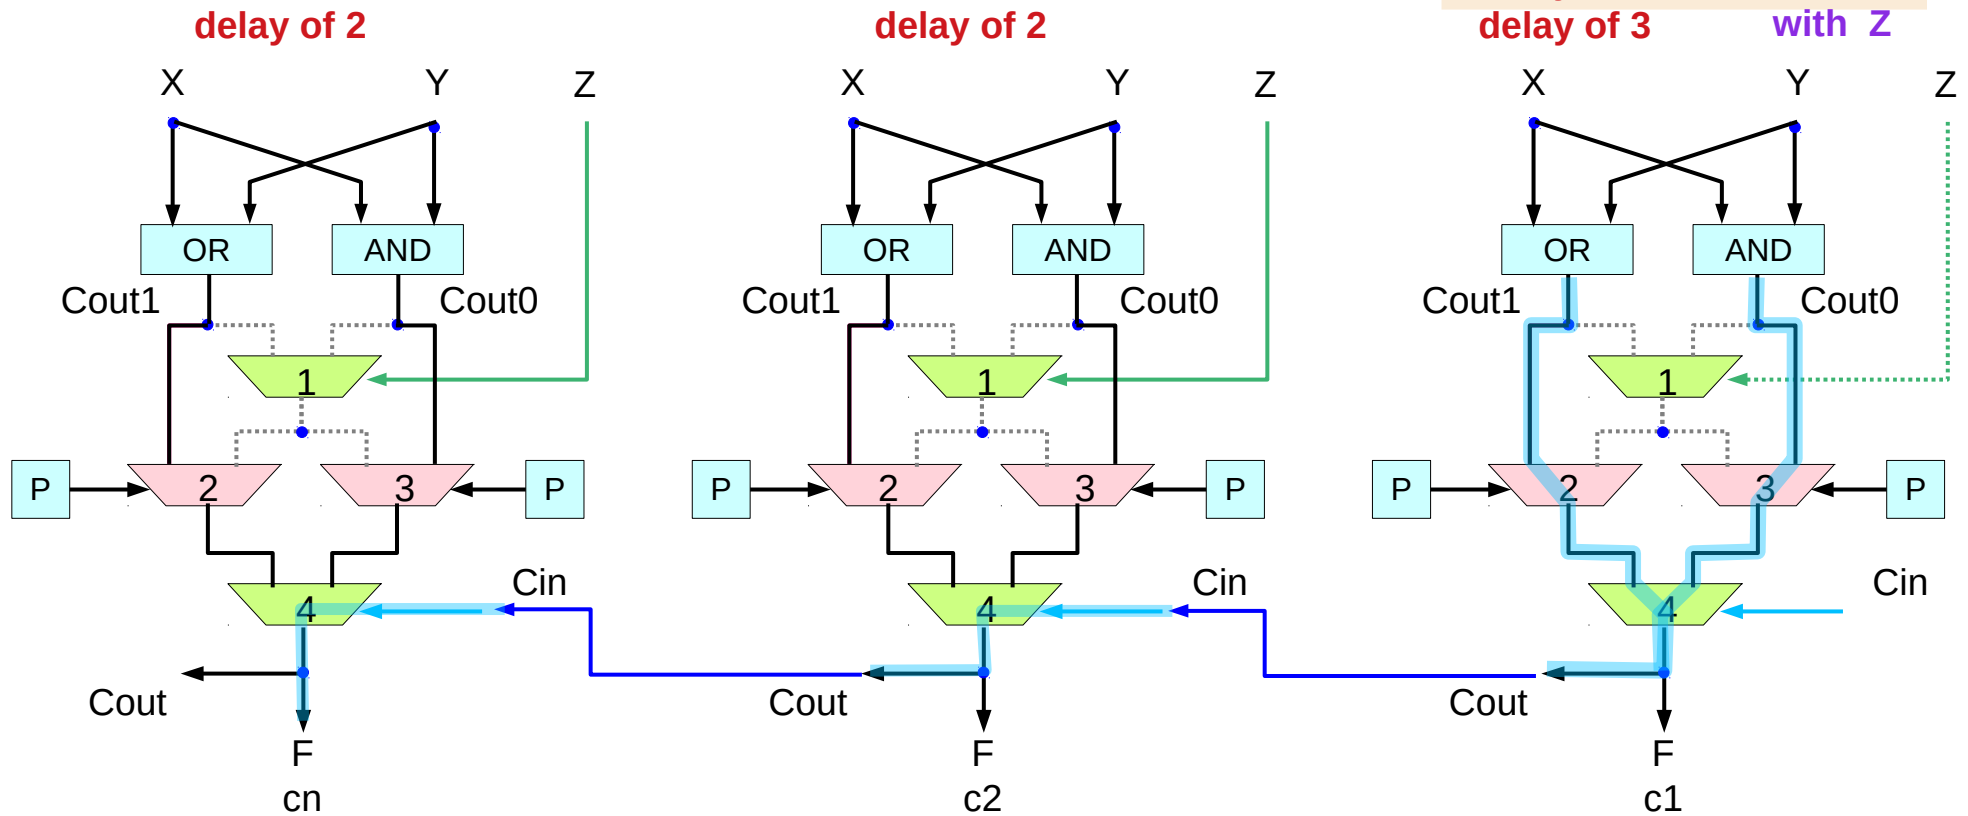 delay of 2
delay of 2
delay of 3
with Z
X Y Z
X Y Z
X Y Z
OR AND
OR AND
OR AND
Cout1 Cout0
Cout1 Cout0
Cout1 Cout0
1
1
1
P 2 3 P
P 2 3 P
P 2 3 P
Cin
Cin
Cin
4
4
4
Cout
Cout
Cout
F
F
F
cn
c2
c1